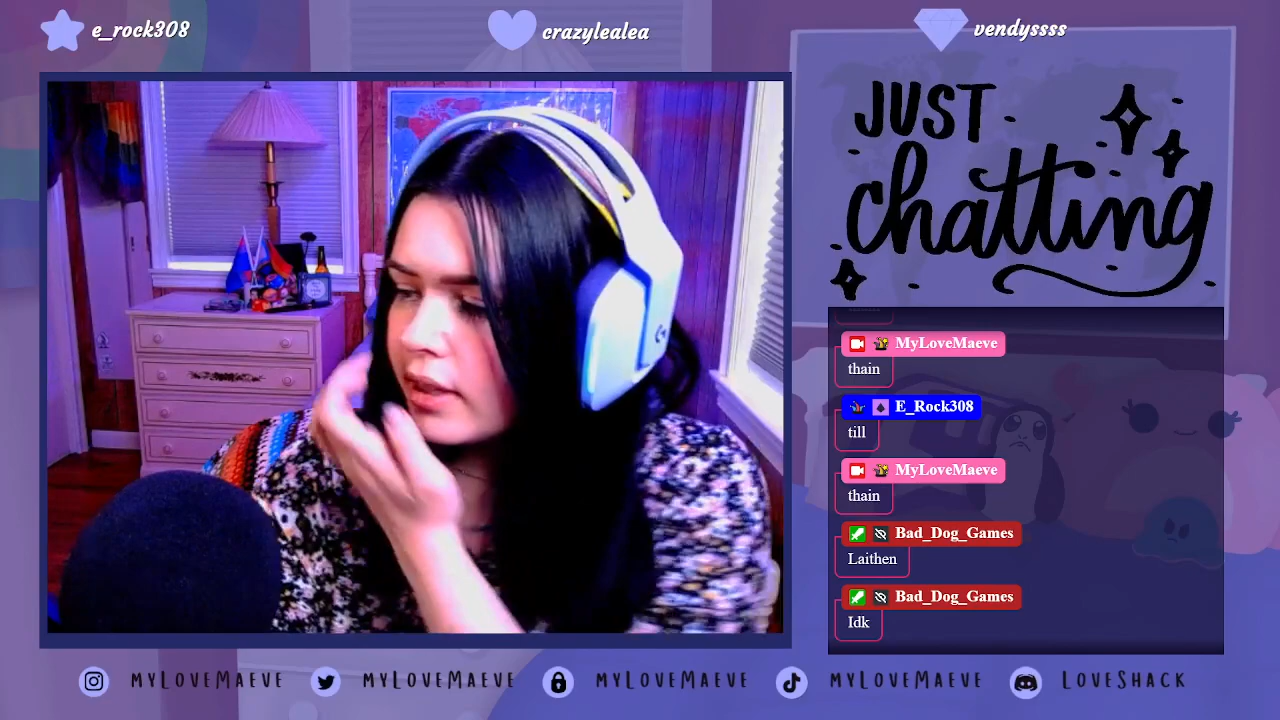 e_rock308
crazylealea
vendyssss
JUST
chatting
MyLoveMaeve
thain
E_Rock308
till
MyLoveMaeve
thain
Bad_Dog_Games
Laithen
Bad_Dog_Games
Idk
MYLOVEMAEVE
MYLOVEMAEVE
MYLOVEMAEVE
MYLOVEMAEVE
LOVESHACK